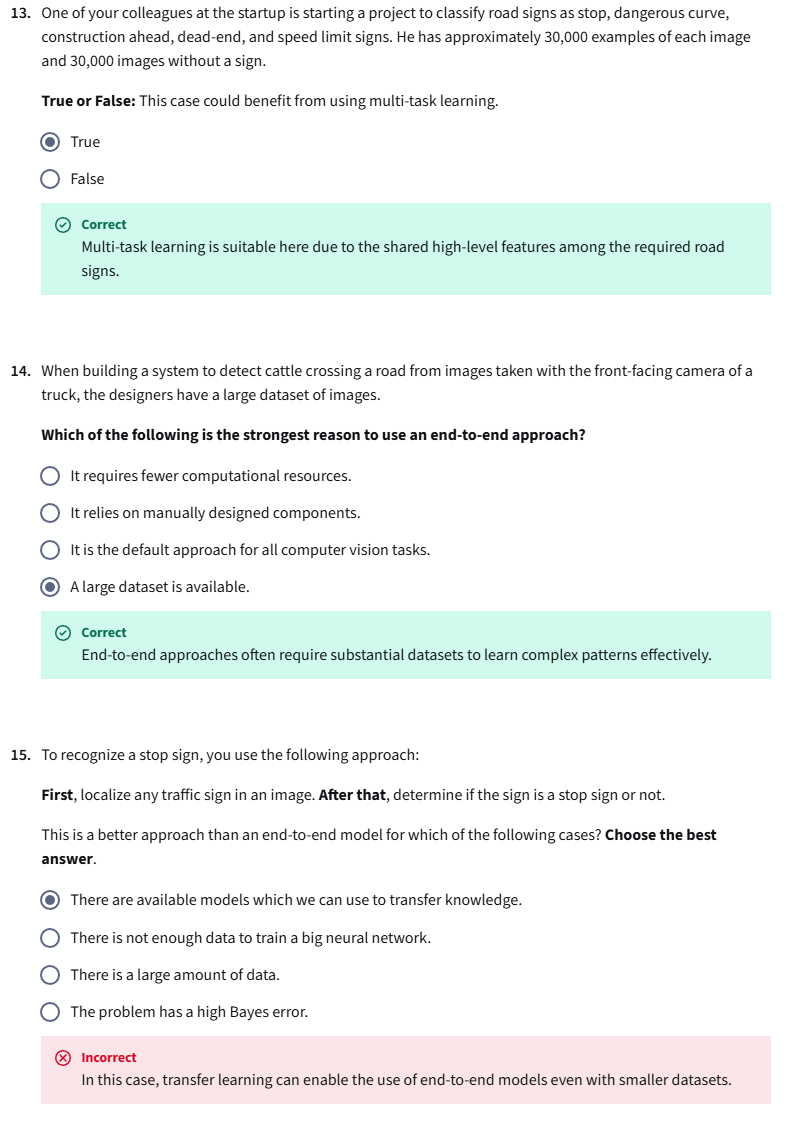 13. One of your colleagues at the startup is starting a project to classify road signs as stop, dangerous curve,
construction ahead, dead-end, and speed limit signs. He has approximately 30,000 examples of each image
and 30,000 images without a sign.
True or False: This case could benefit from using multi-task learning.
True
False
Correct
Multi-task learning is suitable here due to the shared high-level features among the required road
signs.
14. When building a system to detect cattle crossing a road from images taken with the front-facing camera of a
truck, the designers have a large dataset of images.
Which of the following is the strongest reason to use an end-to-end approach?
It requires fewer computational resources.
It relies on manually designed components.
It is the default approach for all computer vision tasks.
A large dataset is available.
Correct
End-to-end approaches often require substantial datasets to learn complex patterns effectively.
15. To recognize a stop sign, you use the following approach:
First, localize any traffic sign in an image. After that, determine if the sign is a stop sign or not.
This is a better approach than an end-to-end model for which of the following cases? Choose the best
answer.
There are available models which we can use to transfer knowledge.
There is not enough data to train a big neural network.
There is a large amount of data.
The problem has a high Bayes error.
Incorrect
In this case, transfer learning can enable the use of end-to-end models even with smaller datasets.